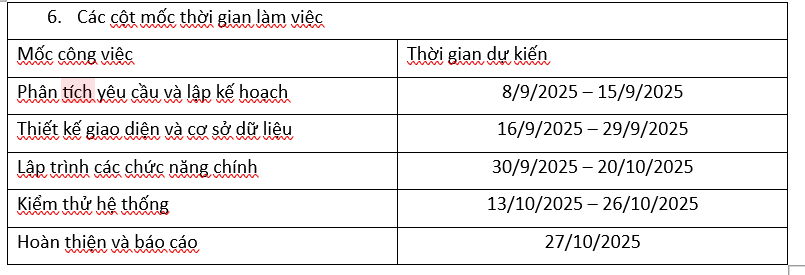 6. Các cột mốc thời gian làm việc
Mốc công việc Thời gian dự kiến
Phân tích yêu cầu và lập kế hoạch 8/9/2025 – 15/9/2025
Thiết kế giao diện và cơ sở dữ liệu 16/9/2025 – 29/9/2025
Lập trình các chức năng chính 30/9/2025 – 20/10/2025
Kiểm thử hệ thống 13/10/2025 – 26/10/2025
Hoàn thiện và báo cáo 27/10/2025